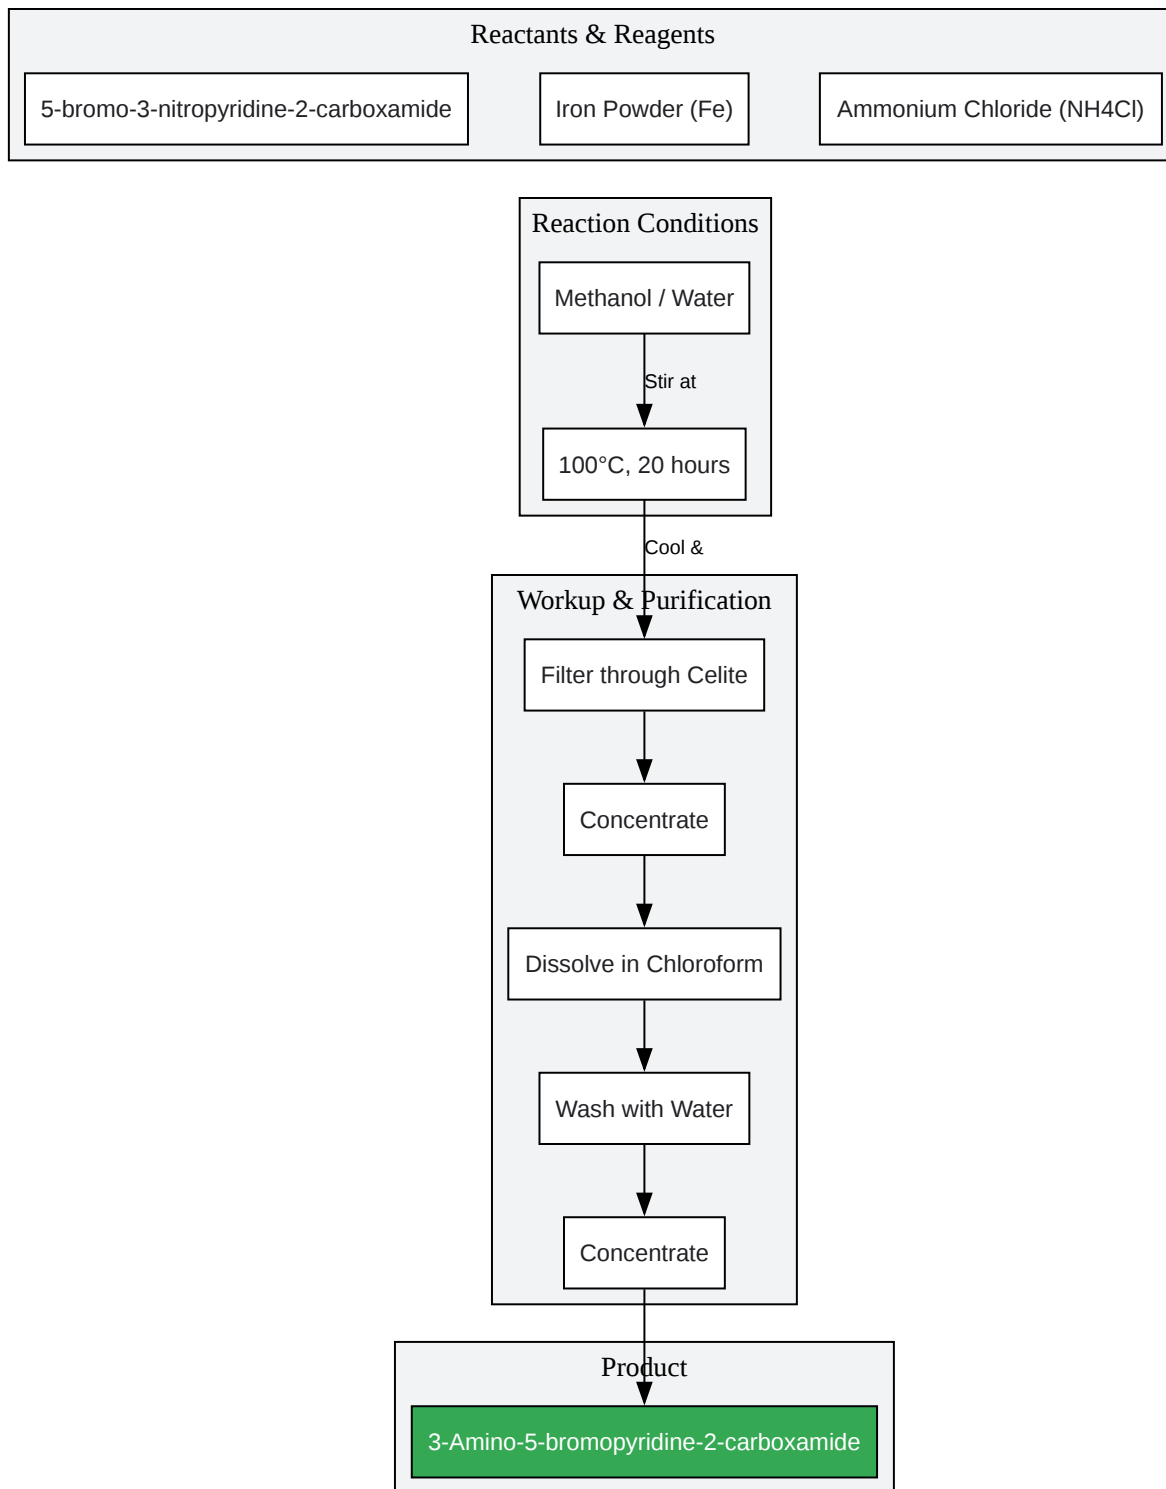 Reactants & Reagents
5-bromo-3-nitropyridine-2-carboxamide
Iron Powder (Fe)
Ammonium Chloride (NH4Cl)
Reaction Conditions
Methanol / Water
Stir at
100°C, 20 hours
Cool &
Workup & Purification
Filter through Celite
Concentrate
Dissolve in Chloroform
Wash with Water
Concentrate
Product
3-Amino-5-bromopyridine-2-carboxamide